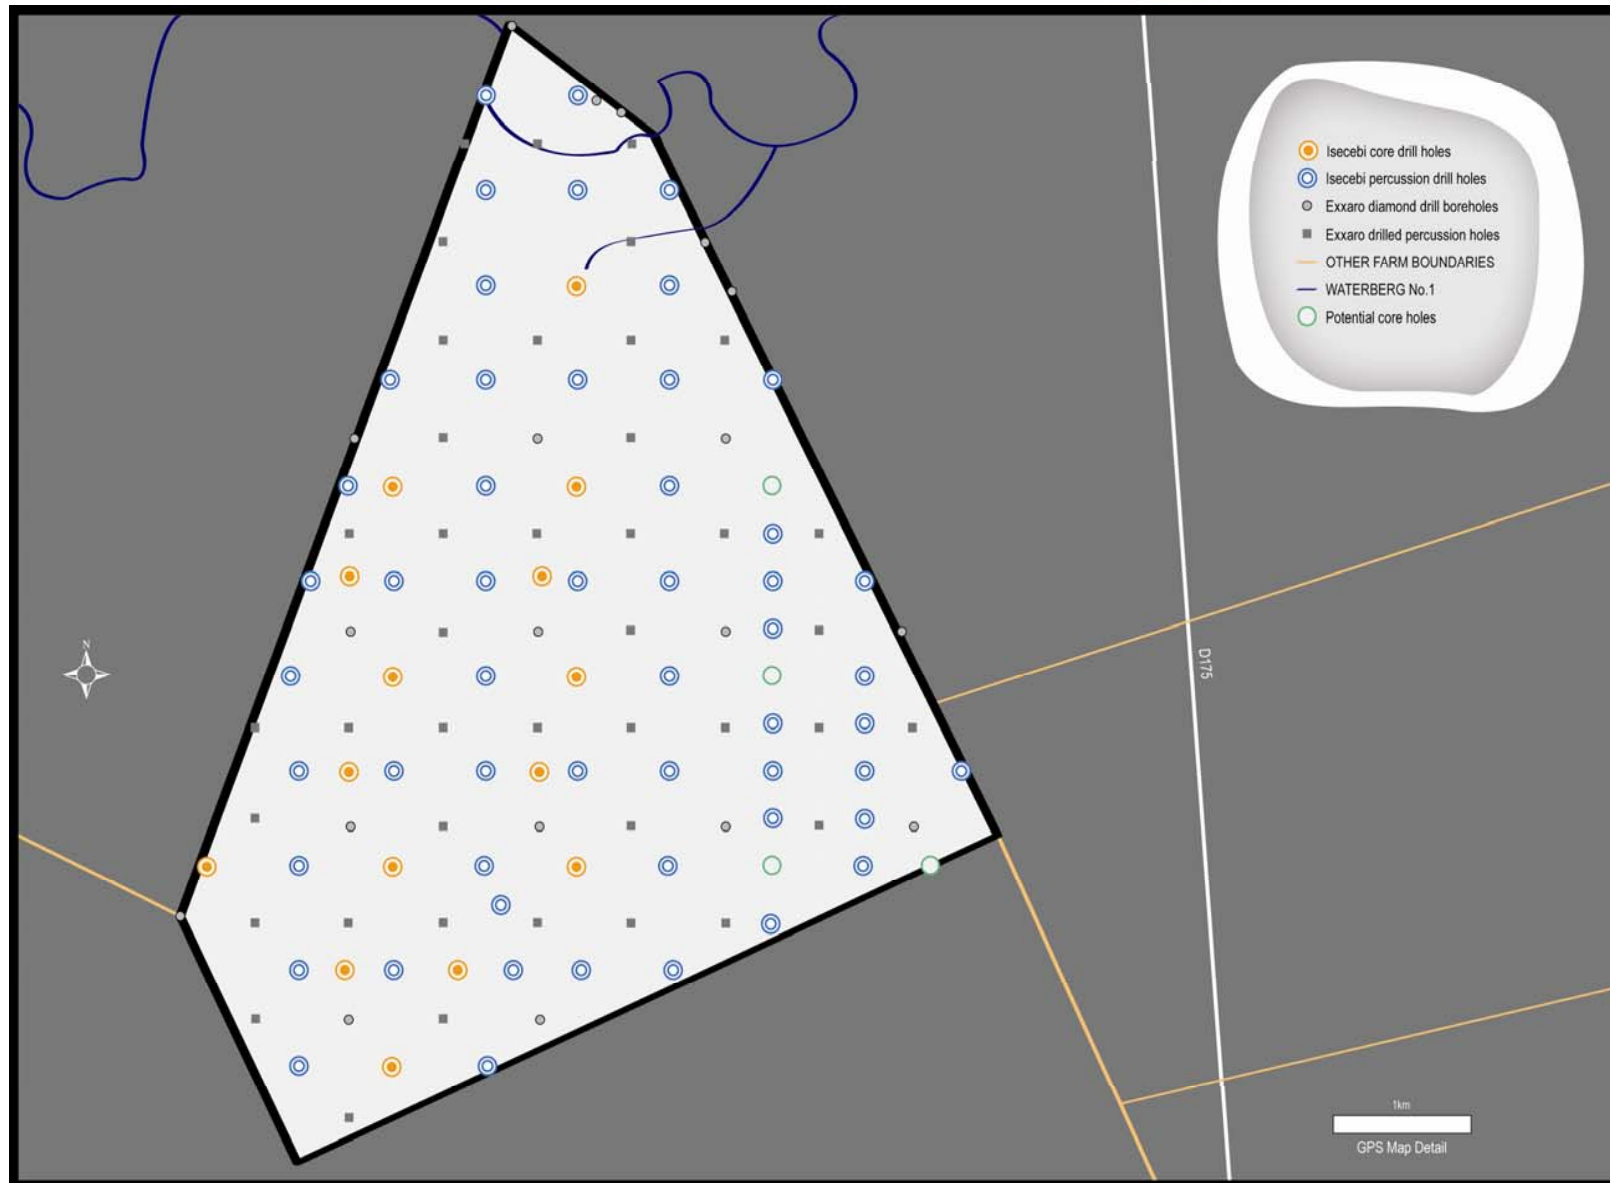 Isecebi core drill holes
Isecebi percussion drill holes
Exxaro diamond drill boreholes
Exxaro drilled percussion holes
OTHER FARM BOUNDARIES
WATERBERG No.1
Potential core holes
N
D175
1km
GPS Map Detail